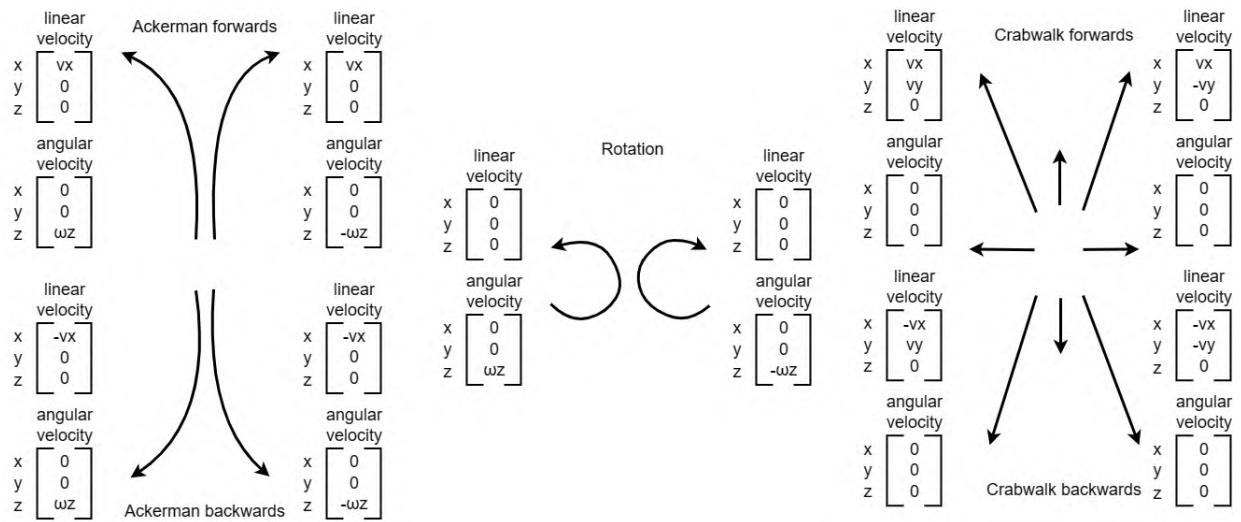 linear
velocity
x vx
y 0
z 0
angular
velocity
x 0
y 0
z ωz
Ackerman forwards
linear
velocity
x vx
y 0
z 0
angular
velocity
x 0
y 0
z -ωz
linear
velocity
x -vx
y 0
z 0
angular
velocity
x 0
y 0
z ωz
linear
velocity
x -vx
y 0
z 0
angular
velocity
x 0
y 0
z -ωz
Ackerman backwards
Rotation
linear
velocity
x 0
y 0
z 0
angular
velocity
x 0
y 0
z ωz
linear
velocity
x 0
y 0
z 0
angular
velocity
x 0
y 0
z -ωz
Crabwalk forwards
linear
velocity
x vx
y vy
z 0
angular
velocity
x 0
y 0
z 0
linear
velocity
x vx
y -vy
z 0
angular
velocity
x 0
y 0
z 0
linear
velocity
x -vx
y vy
z 0
angular
velocity
x 0
y 0
z 0
linear
velocity
x -vx
y -vy
z 0
angular
velocity
x 0
y 0
z 0
Crabwalk backwards